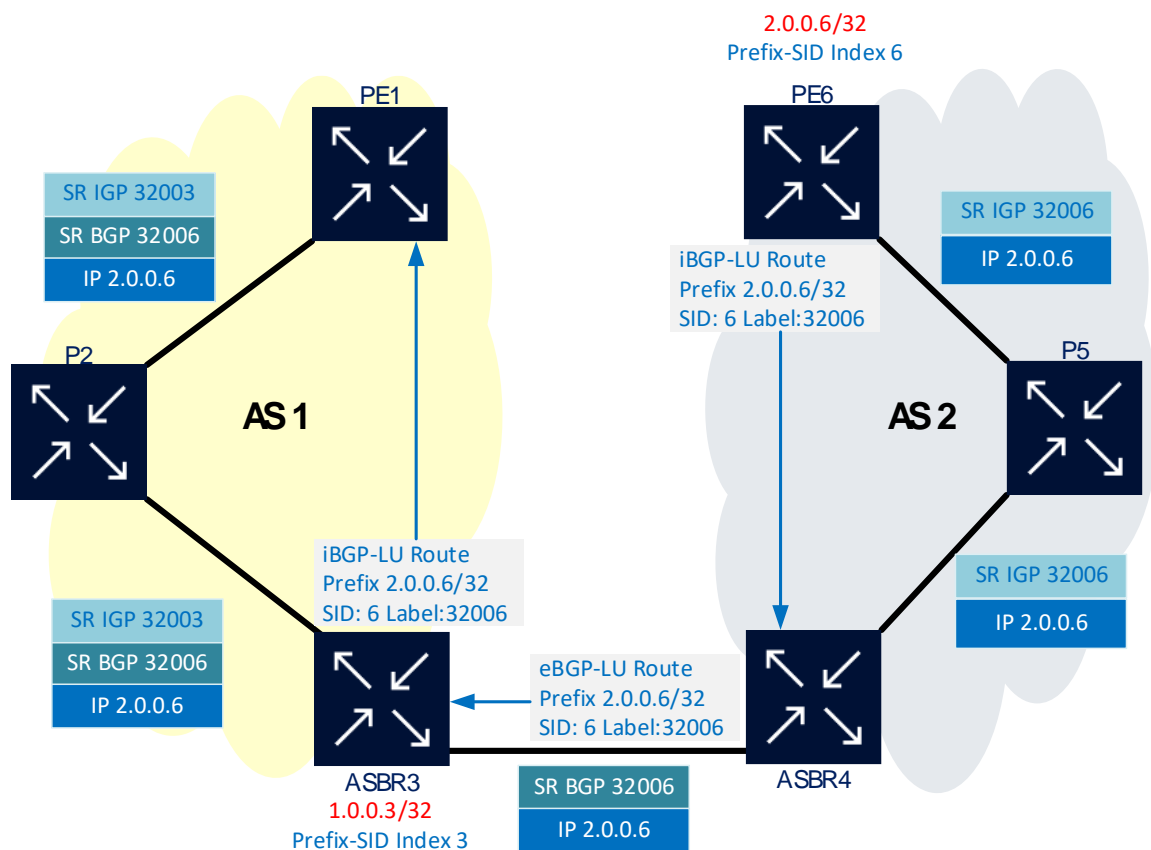 2.0.0.6/32
Prefix-SID Index 6
PE1
PE6
SR IGP 32003
SR BGP 32006
IP 2.0.0.6
SR IGP 32006
IP 2.0.0.6
iBGP-LU Route
Prefix 2.0.0.6/32
SID: 6 Label:32006
P2
P5
AS 1
AS 2
iBGP-LU Route
Prefix 2.0.0.6/32
SID: 6 Label:32006
SR IGP 32003
SR BGP 32006
IP 2.0.0.6
SR IGP 32006
IP 2.0.0.6
eBGP-LU Route
Prefix 2.0.0.6/32
SID: 6 Label:32006
ASBR3
1.0.0.3/32
Prefix-SID Index 3
ASBR4
SR BGP 32006
IP 2.0.0.6